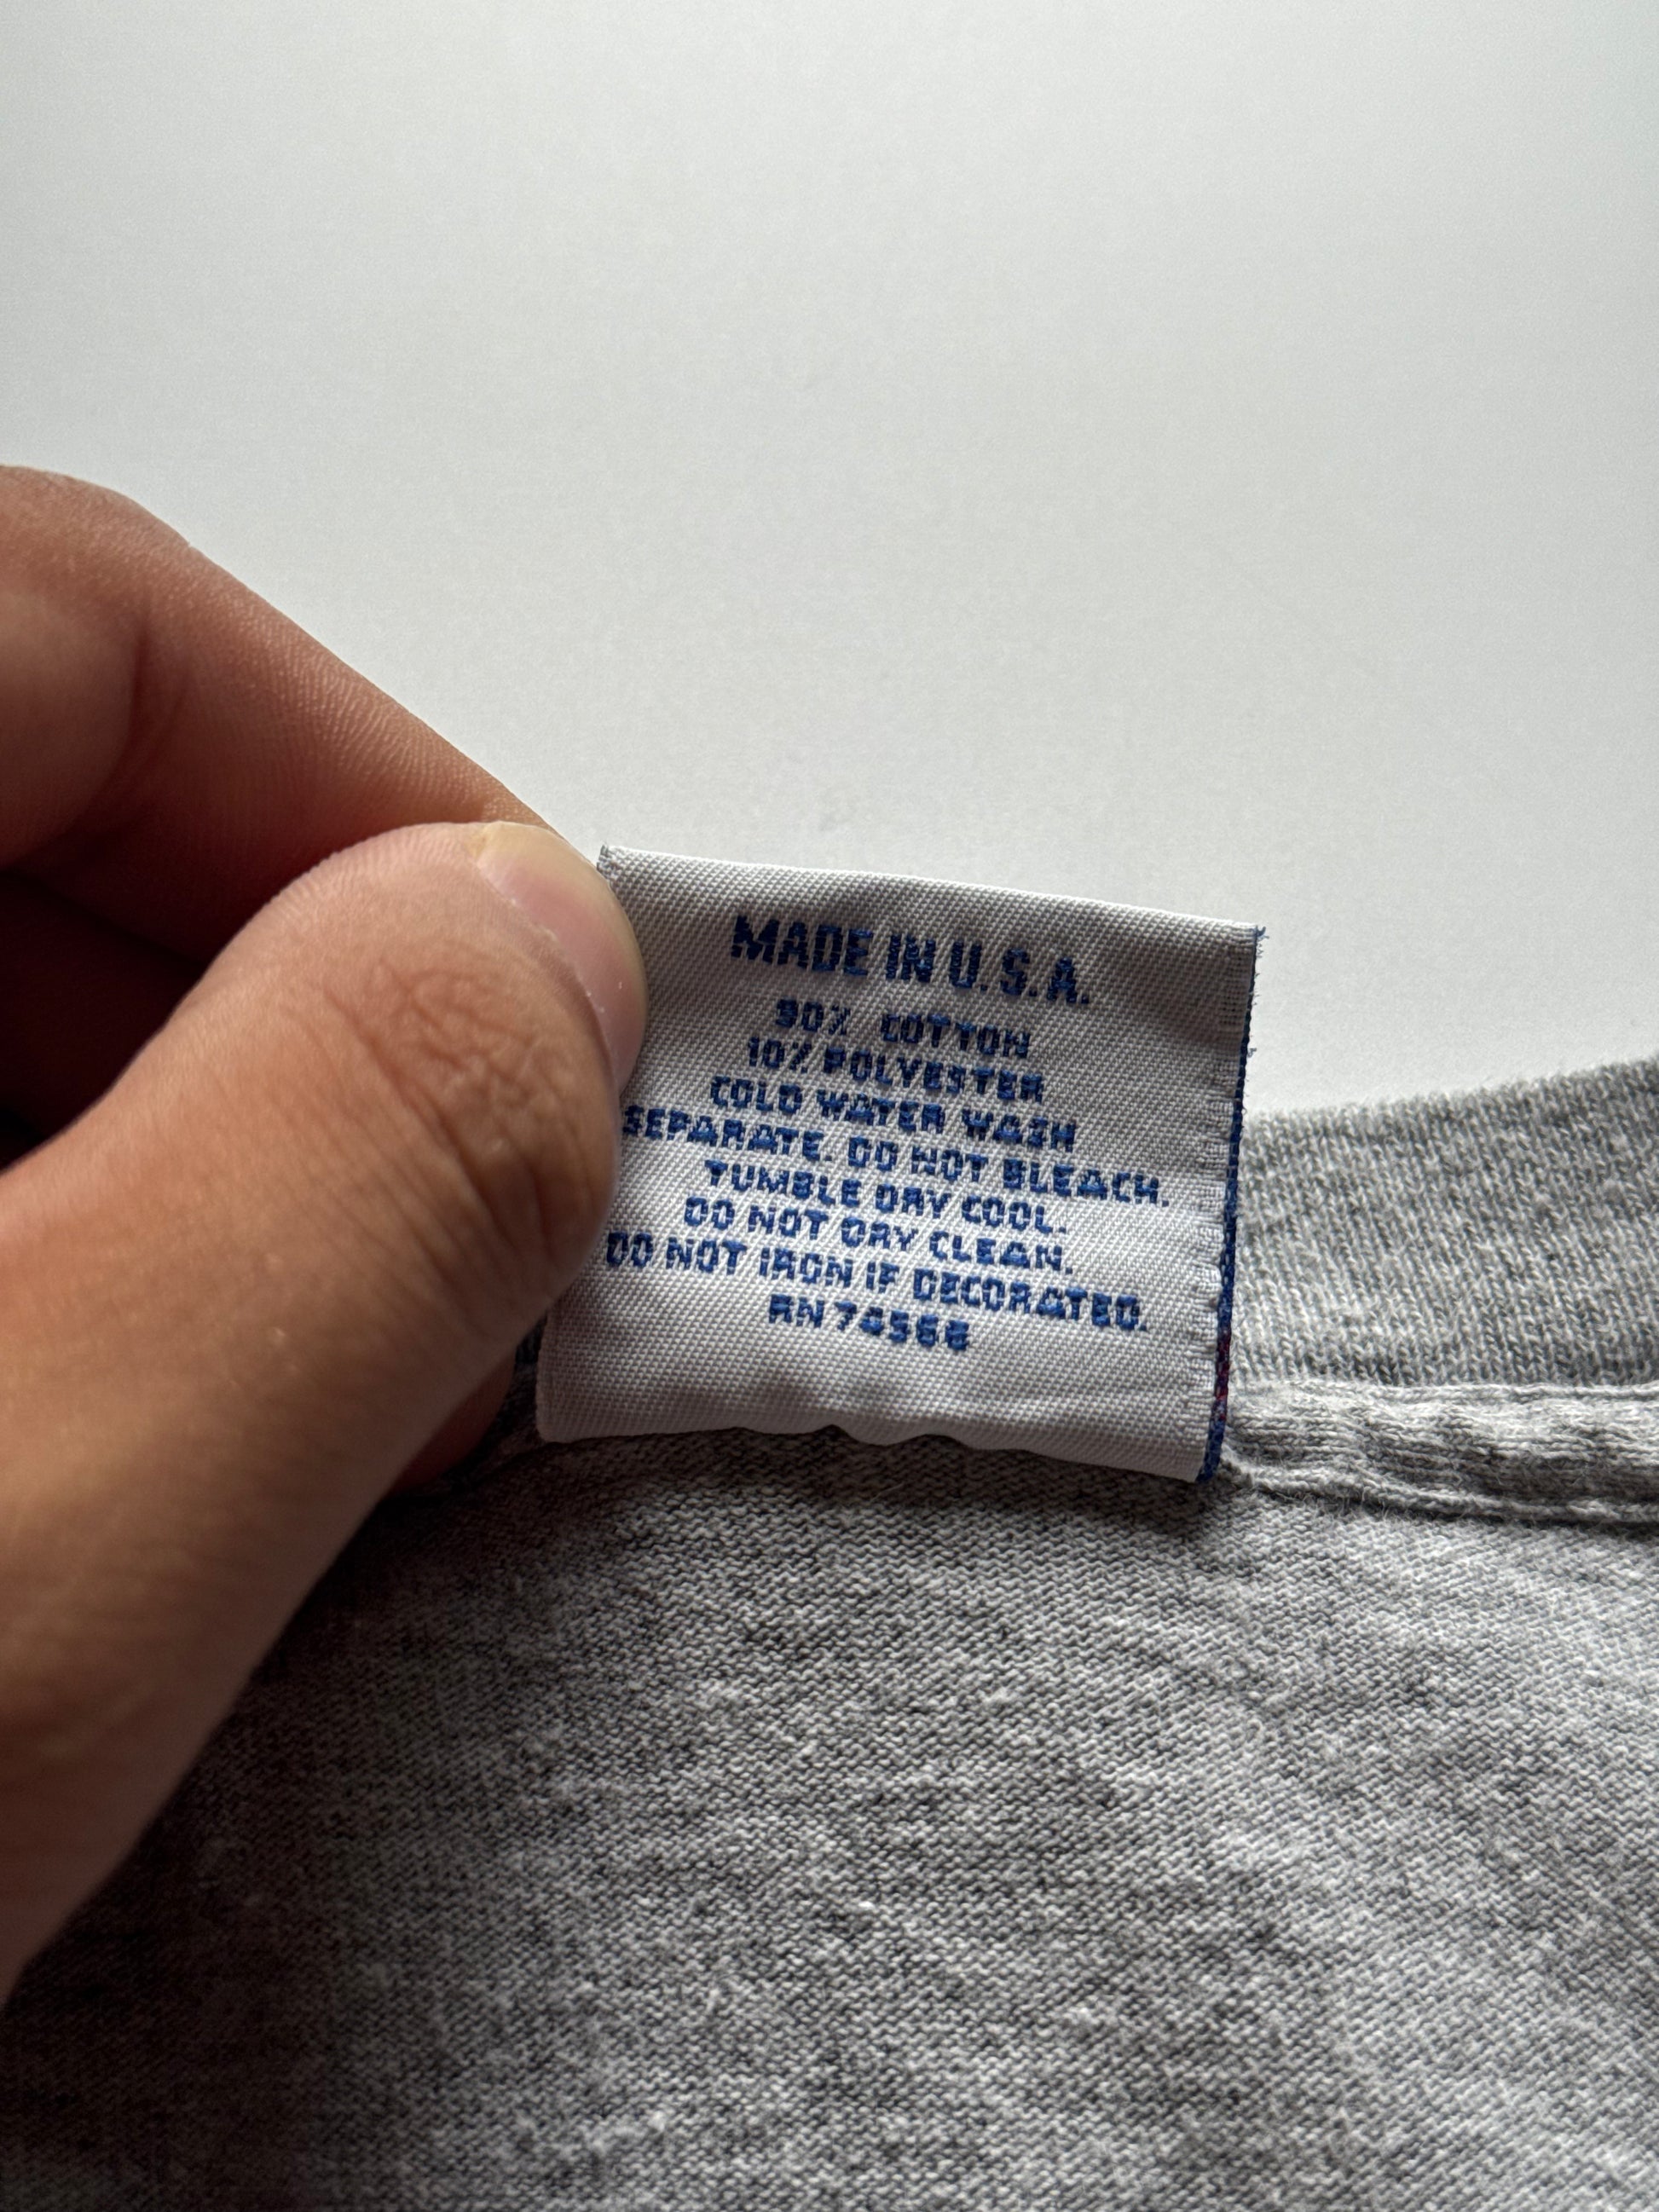 MADE IN U.S.A.
90% COTTON
10% POLYESTER
COLD WATER WASH
SEPARATE. DO NOT BLEACH.
TUMBLE DRY COOL.
DO NOT DRY CLEAN.
DO NOT IRON IF DECORATED.
RN